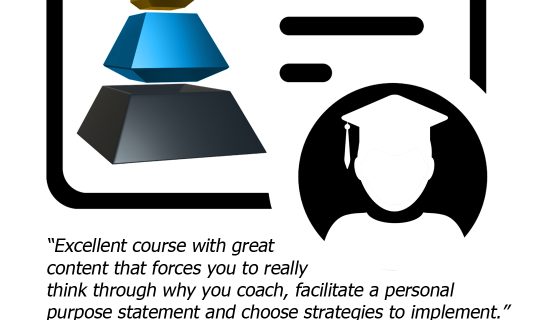 “Excellent course with great
content that forces you to really
think through why you coach, facilitate a personal
purpose statement and choose strategies to implement.”